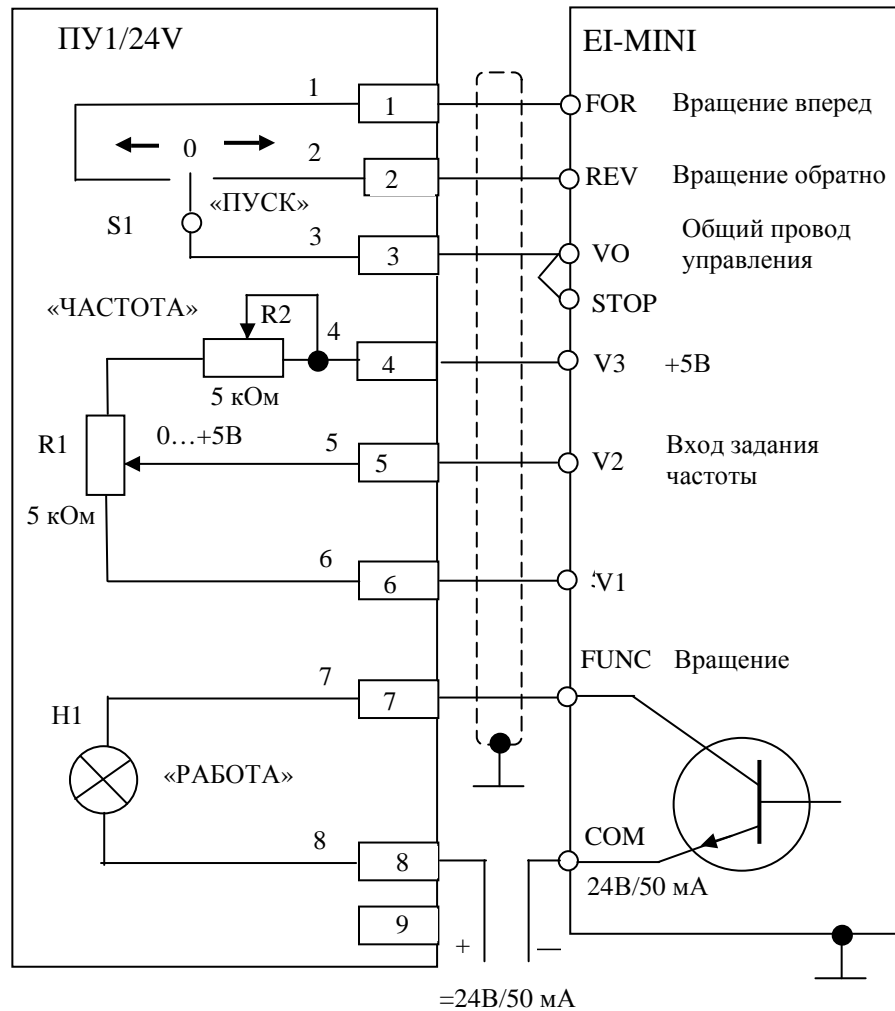 ПУ1/24V
EI-MINI
1
1
FOR
Вращение вперед
0
2
2
REV
Вращение обратно
«ПУСК»
S1
3
3
VO
Общий провод
управления
STOP
«ЧАСТОТА»
R2
4
4
V3
+5В
5 кОм
R1
0…+5В
5
5
V2
Вход задания
частоты
5 кОм
6
6
V1
FUNC
Вращение
7
7
H1
«РАБОТА»
8
8
COM
24В/50 мА
9
+
—
=24В/50 мА